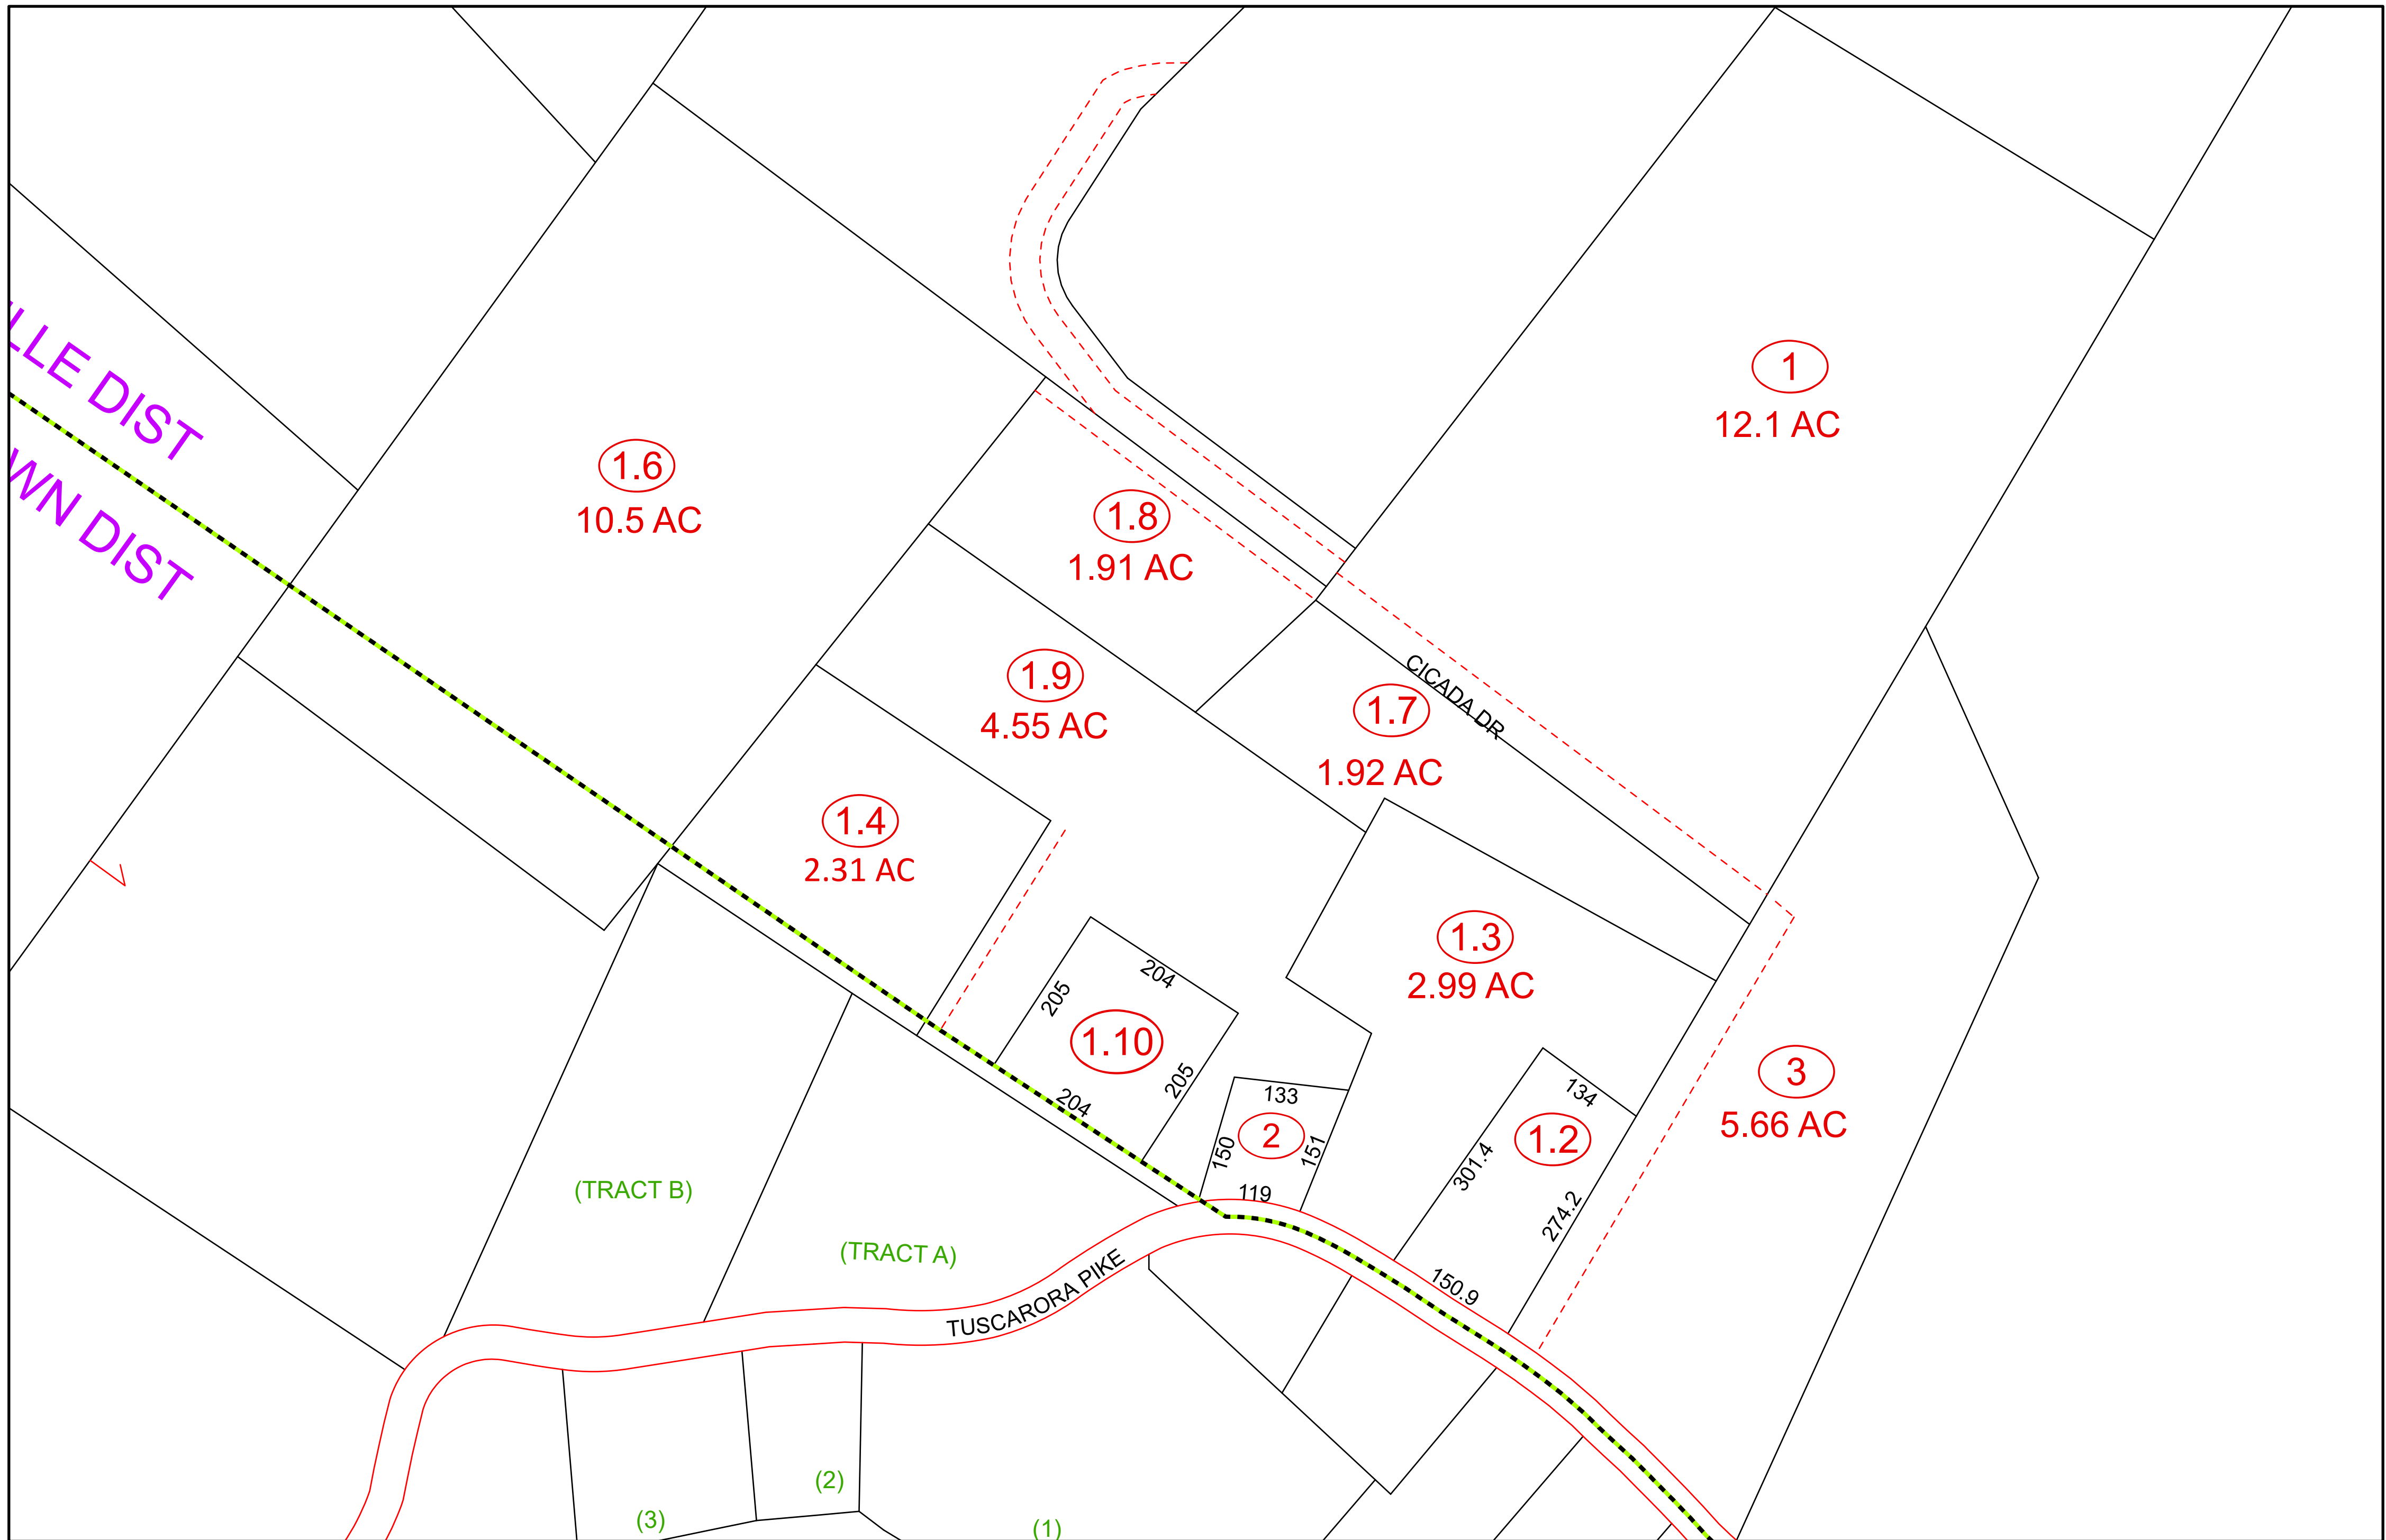 LLE DIST
WN DIST
1
12.1 AC
1.6
10.5 AC
1.8
1.91 AC
1.9
4.55 AC
CICADA DR
1.7
1.92 AC
1.4
2.31 AC
1.3
2.99 AC
204
205
1.10
205
204
133
2
150
151
119
134
1.2
301.4
274.2
150.9
3
5.66 AC
(TRACT B)
(TRACT A)
TUSCARORA PIKE
(2)
(3)
(1)